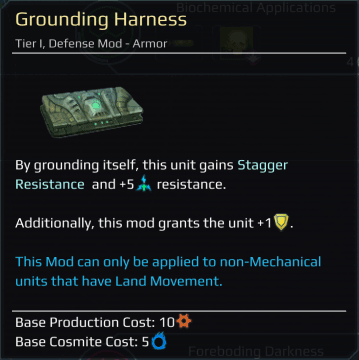 Biochemical Applications
Grounding Harness
Tier I, Defense Mod - Armor
By grounding itself, this unit gains Stagger
Resistance and +5 resistance.
Additionally, this mod grants the unit +1.
This Mod can only be applied to non-Mechanical
units that have Land Movement.
Base Production Cost: 10
Base Cosmite Cost: 5
Foreboding Darkness